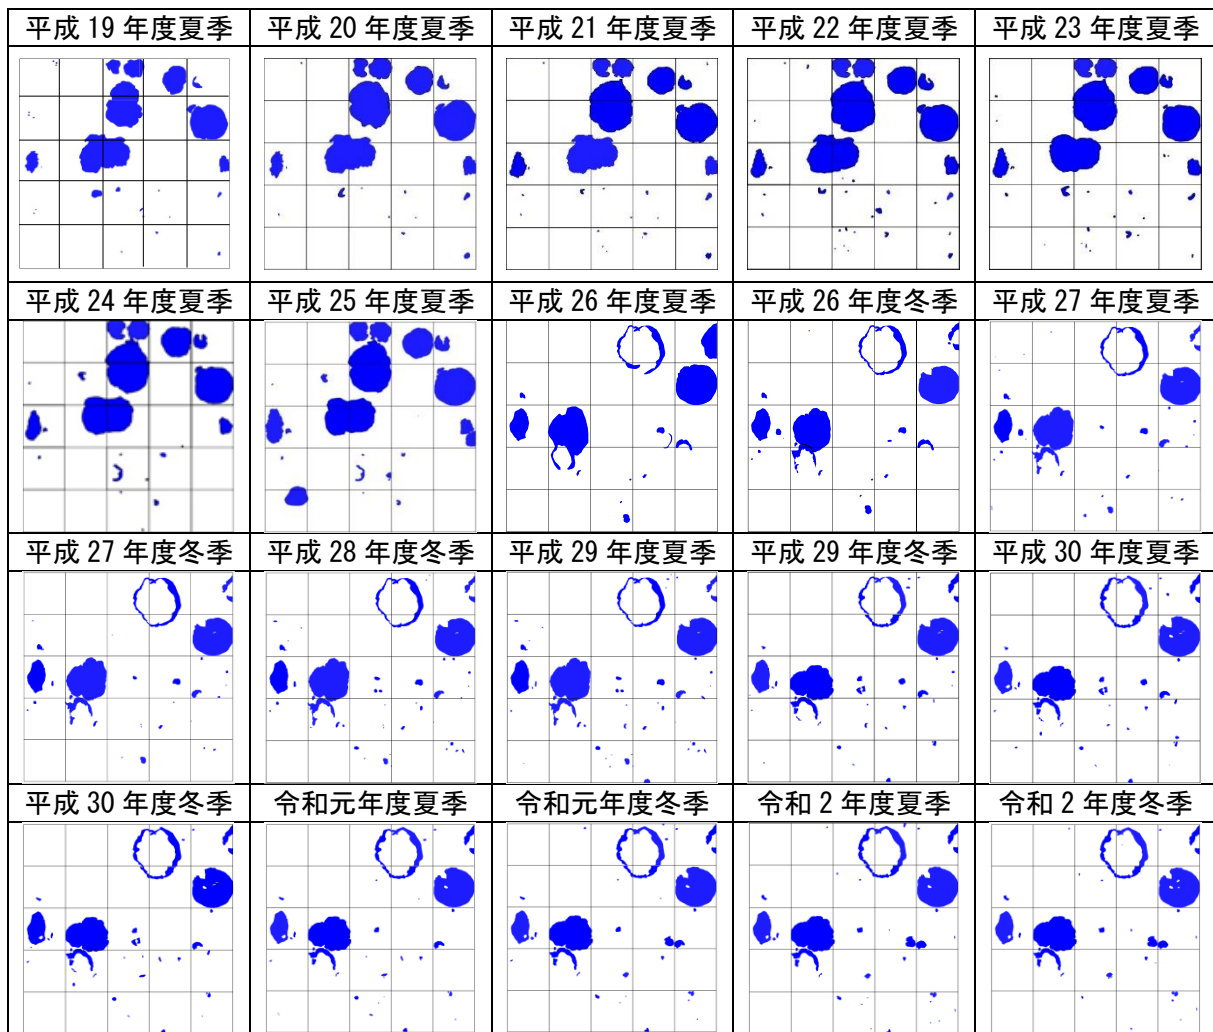 平成 19 年度夏季
平成 20 年度夏季
平成 21 年度夏季
平成 22 年度夏季
平成 23 年度夏季
平成 24 年度夏季
平成 25 年度夏季
平成 26 年度夏季
平成 26 年度冬季
平成 27 年度夏季
平成 27 年度冬季
平成 28 年度冬季
平成 29 年度夏季
平成 29 年度冬季
平成 30 年度夏季
平成 30 年度冬季
令和元年度夏季
令和元年度冬季
令和 2 年度夏季
令和 2 年度冬季